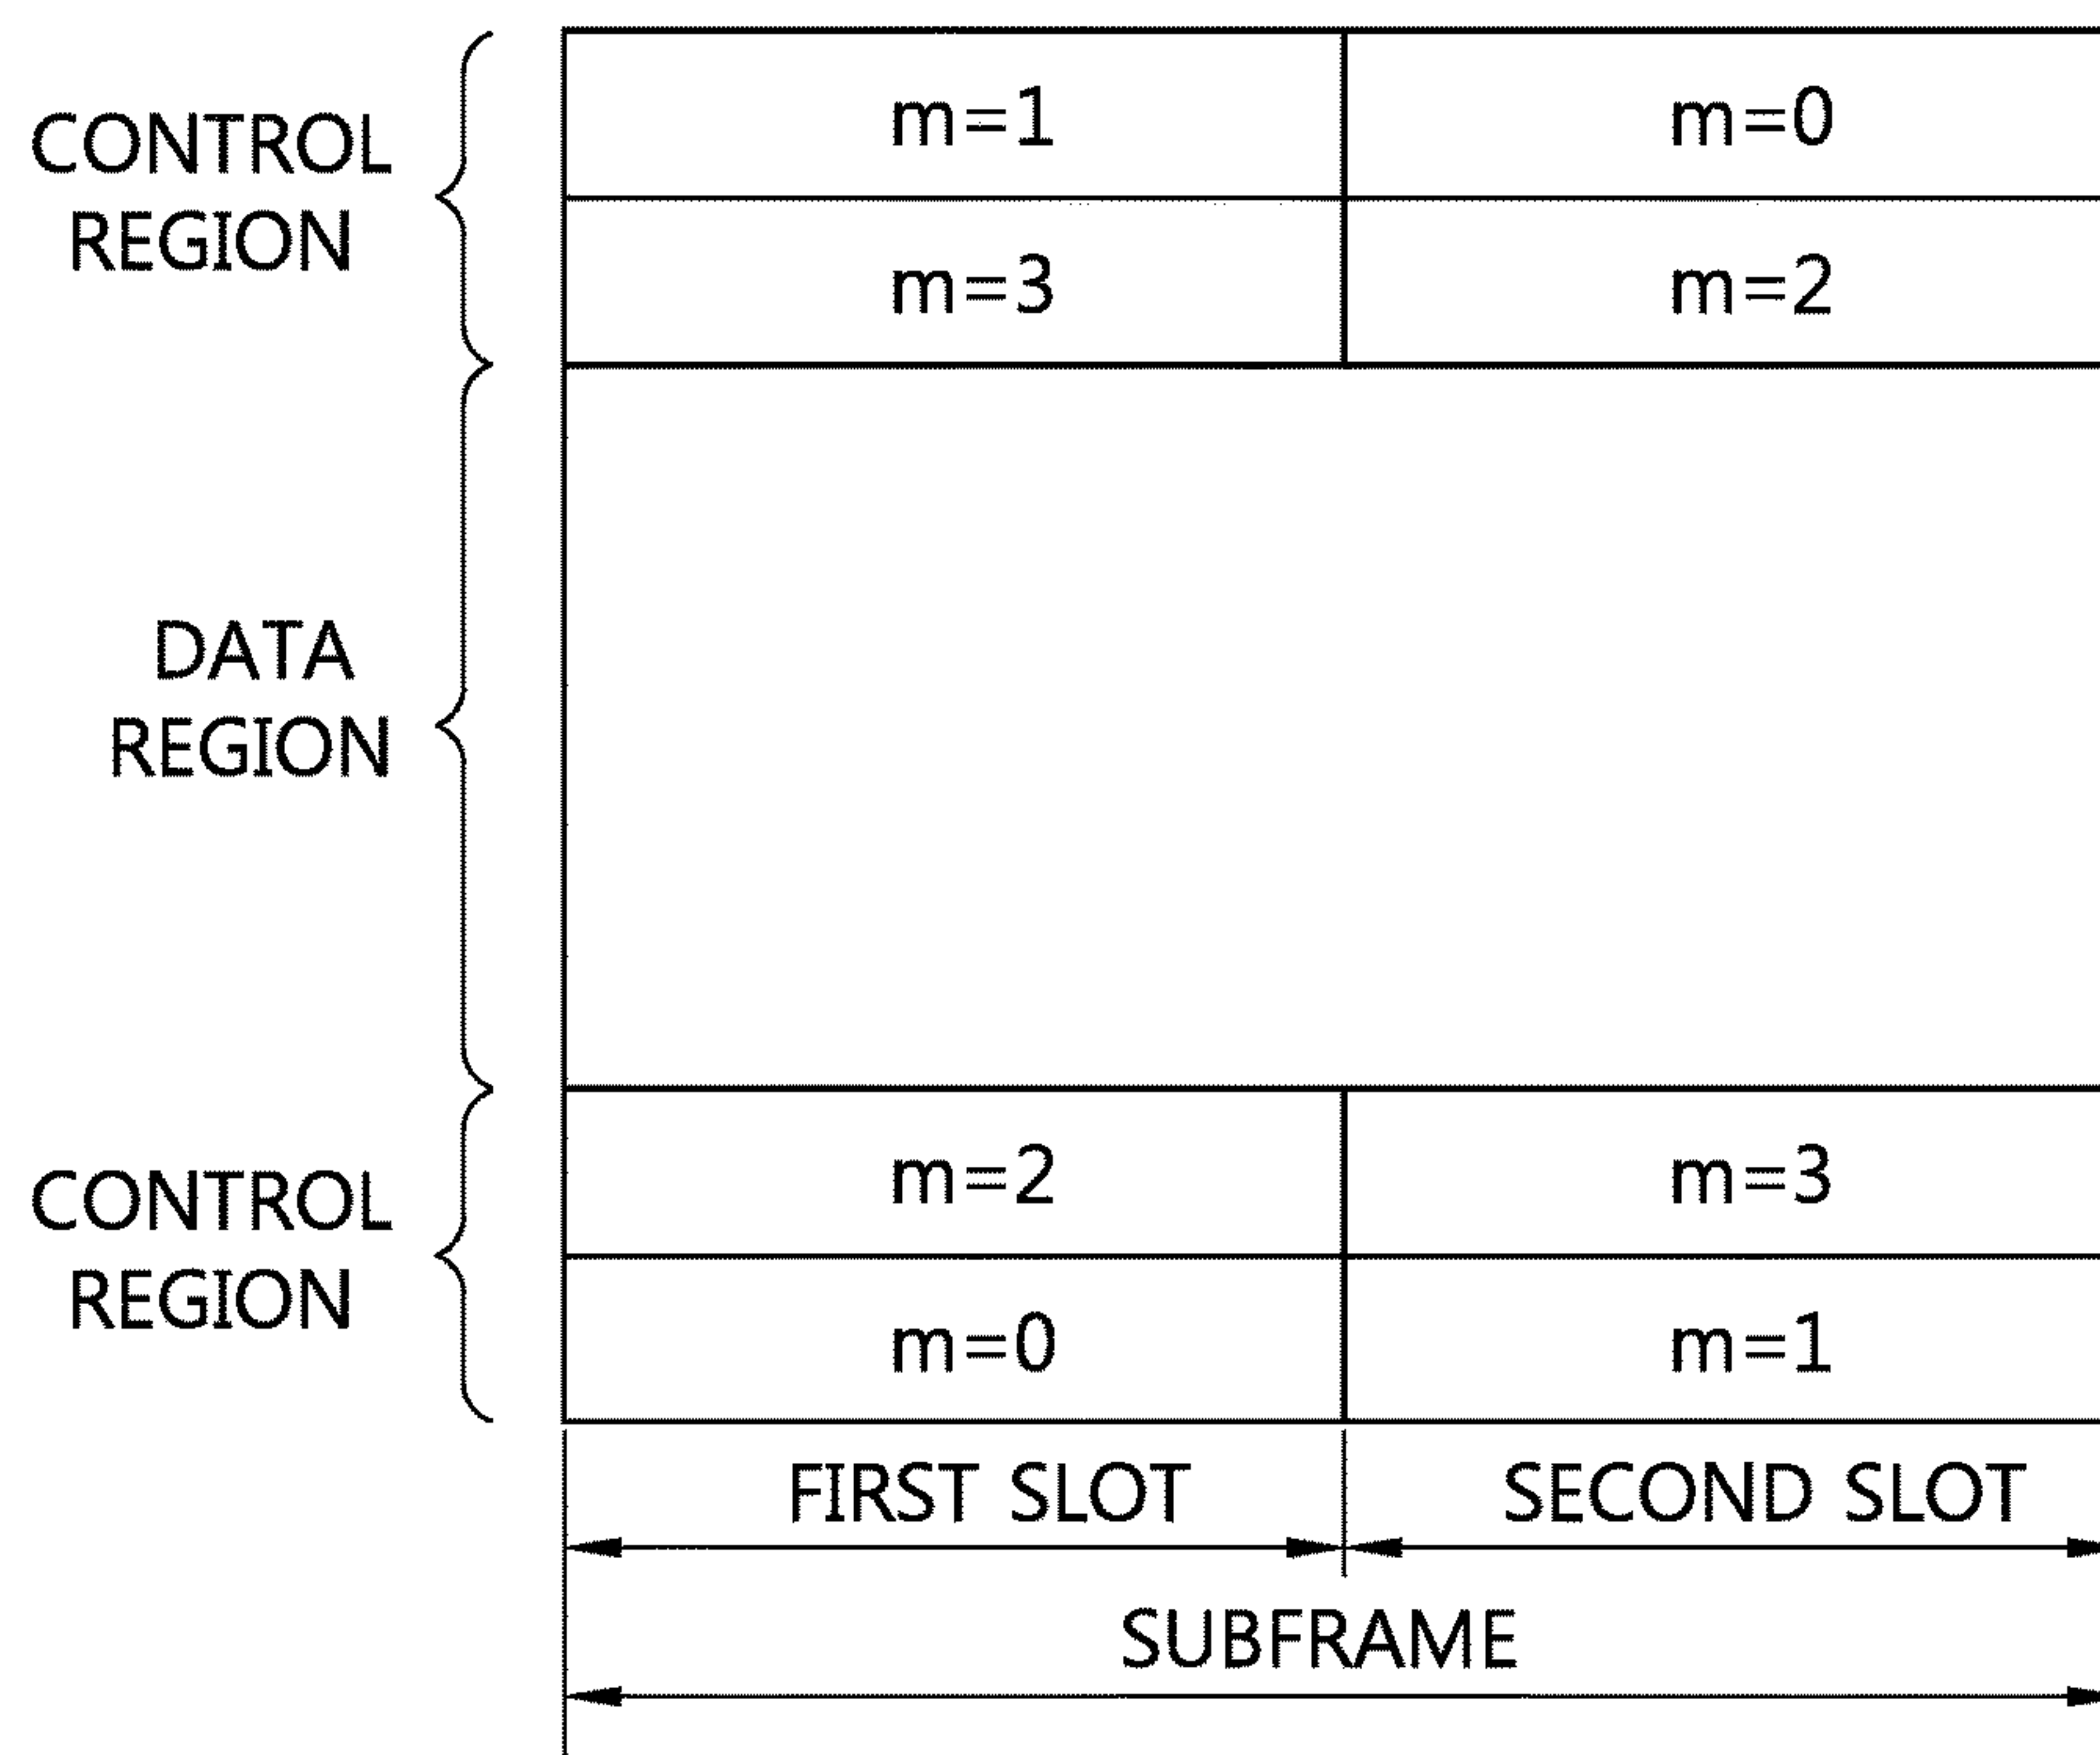 CONTROL
REGION
m=1
m=0
m=3
m=2
DATA
REGION
CONTROL
REGION
m=2
m=3
m=0
m=1
FIRST SLOT
SECOND SLOT
SUBFRAME